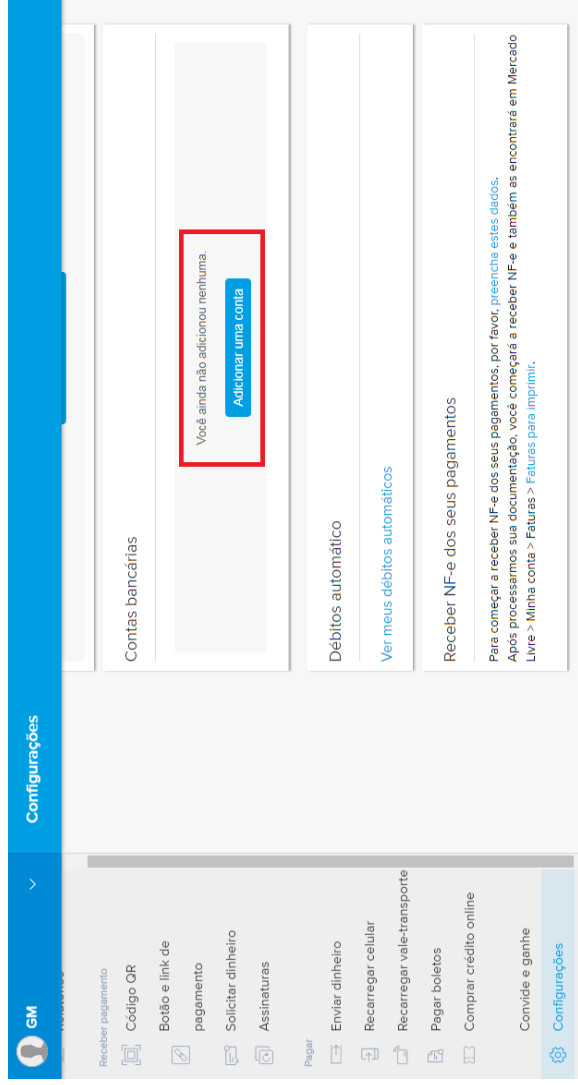 GM
Configurações
Receber pagamento
Código QR
Botão e link de
pagamento
Solicitar dinheiro
Assinaturas
Pagar
Enviar dinheiro
Recarregar celular
Recarregar vale-transporte
Pagar boletos
Comprar crédito online
Convide e ganhe
Configurações
Contas bancárias
Você ainda não adicionou nenhuma.
Adicionar uma conta
Débitos automático
Ver meus débitos automáticos
Receber NF-e dos seus pagamentos
Para começar a receber NF-e dos seus pagamentos, por favor, preencha estes dados.
Após processarmos sua documentação, você começará a receber NF-e e também as encontrará em Mercado
Livre > Minha conta > Faturas > Faturas para imprimir.